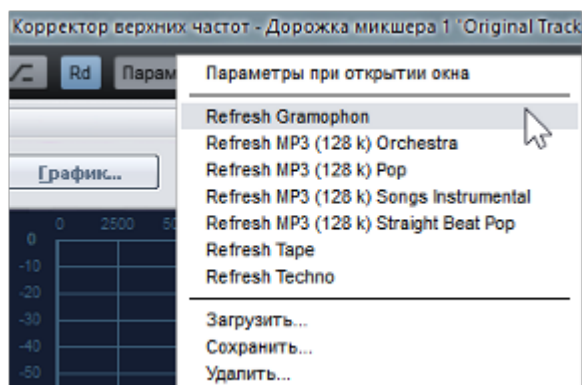 Корректор верхних частот - Дорожка микшера 1 "Original Track
Rd
Парам
Параметры при открытии окна
Refresh Gramophon
Refresh MP3 (128 k) Orchestra
Refresh MP3 (128 k) Pop
Refresh MP3 (128 k) Songs Instrumental
Refresh MP3 (128 k) Straight Beat Pop
Refresh Tape
Refresh Techno
Загрузить...
Сохранить...
Удалить...
График...
0 2500 50
0
-10
-20
-30
-40
-50